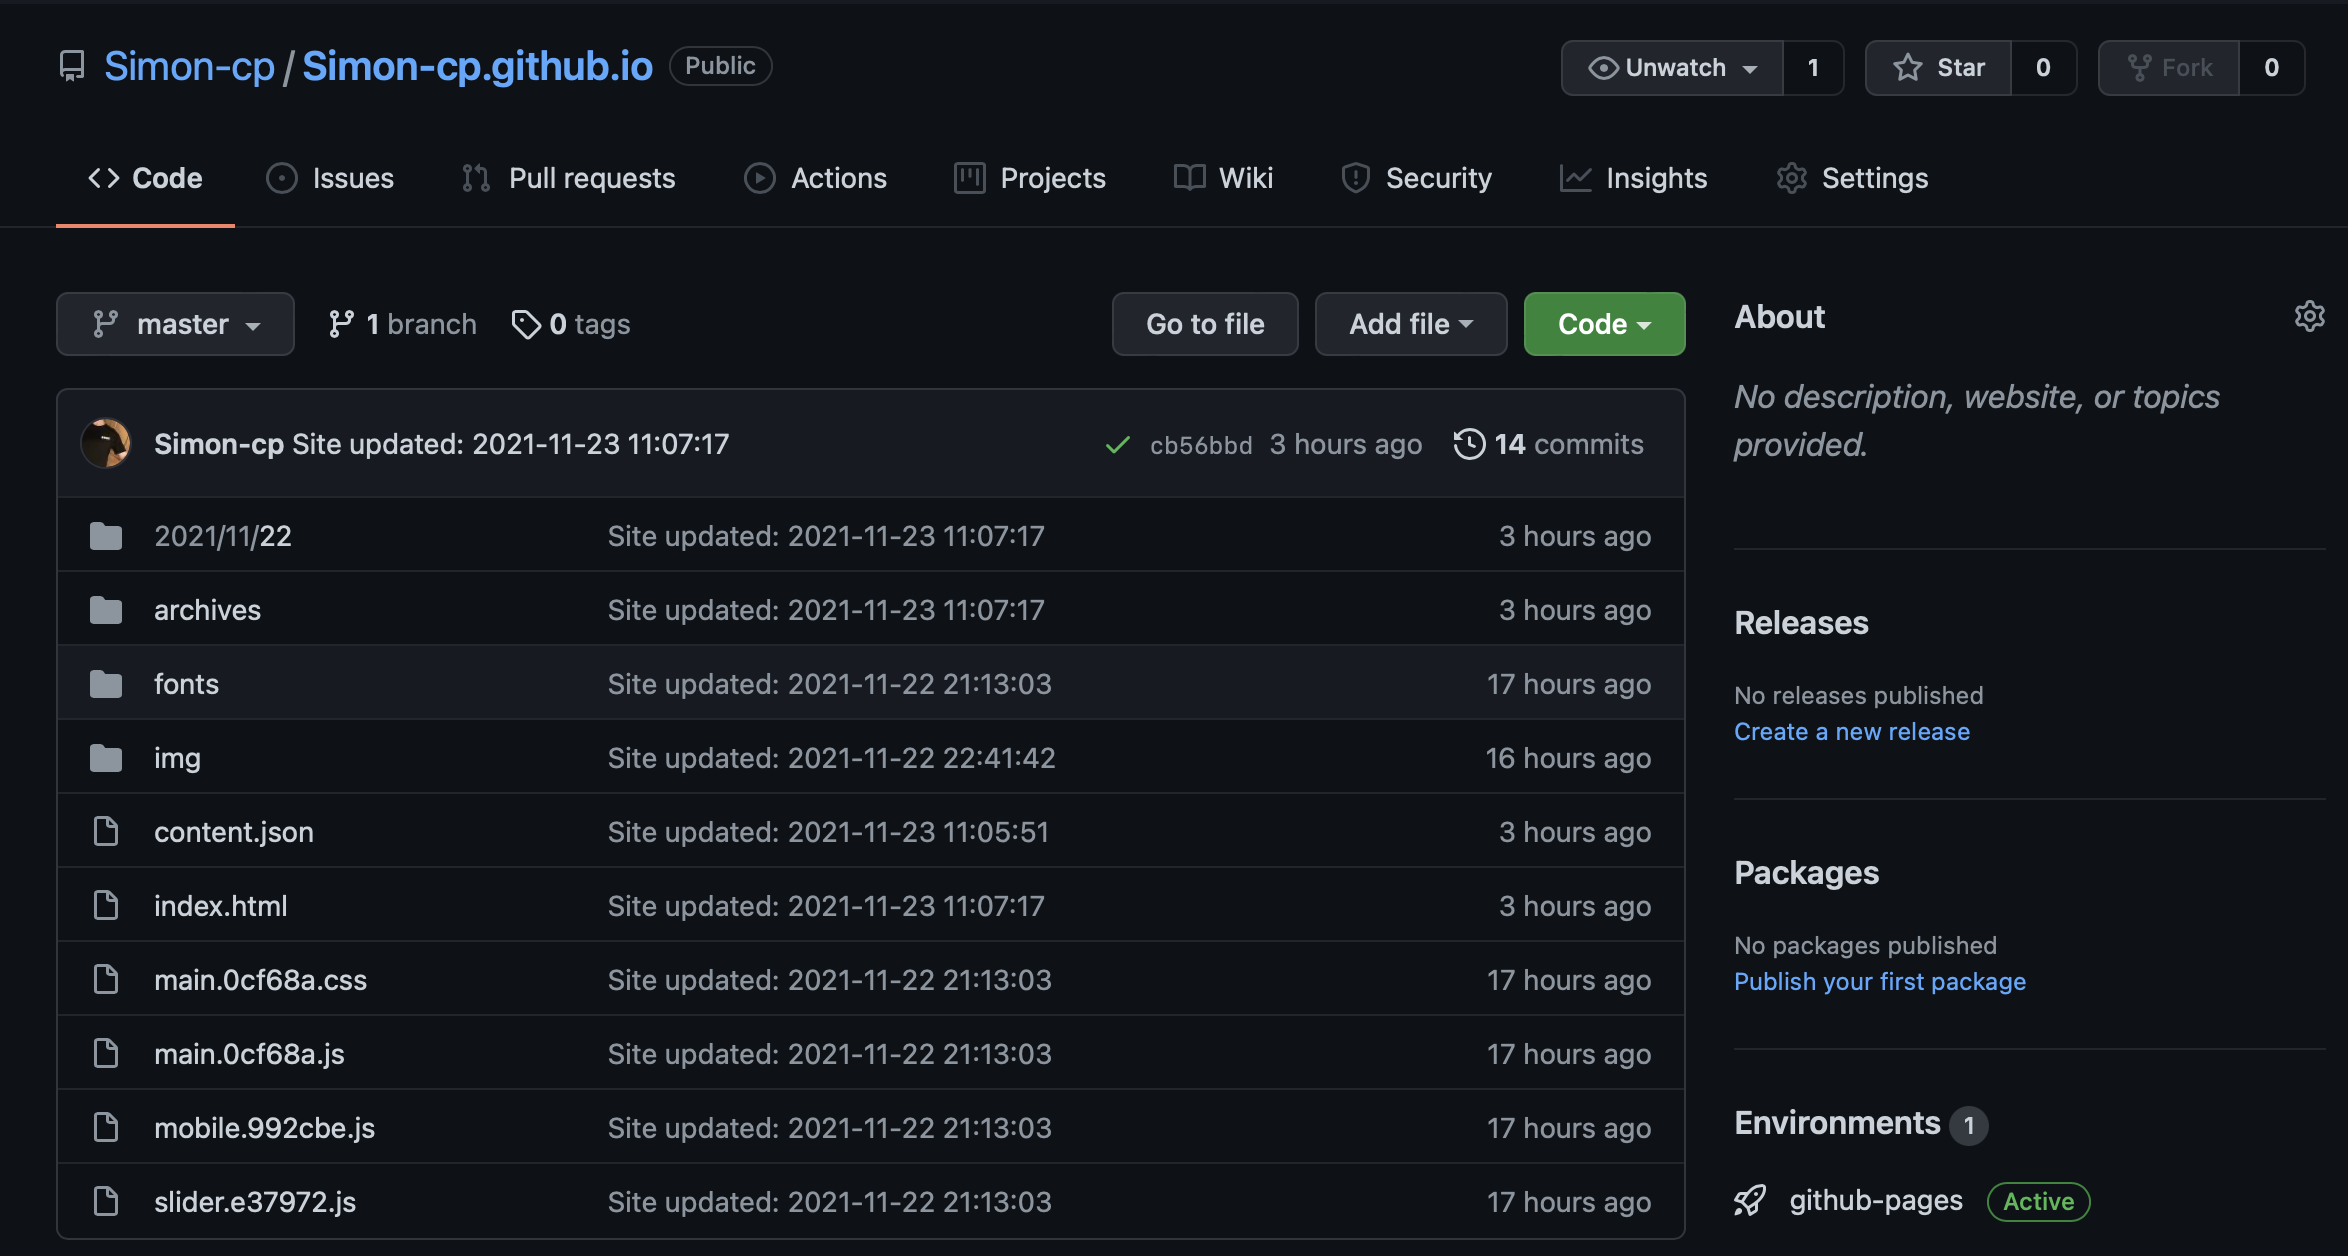 Simon-cp / Simon-cp.github.io Public Unwatch 1 Star 0 Fork 0
Code Issues Pull requests Actions Projects Wiki Security Insights Settings
master 1 branch 0 tags Go to file Add file Code
Simon-cp Site updated: 2021-11-23 11:07:17 cb56bbd 3 hours ago 14 commits
2021/11/22 Site updated: 2021-11-23 11:07:17 3 hours ago
archives Site updated: 2021-11-23 11:07:17 3 hours ago
fonts Site updated: 2021-11-22 21:13:03 17 hours ago
img Site updated: 2021-11-22 22:41:42 16 hours ago
content.json Site updated: 2021-11-23 11:05:51 3 hours ago
index.html Site updated: 2021-11-23 11:07:17 3 hours ago
main.0cf68a.css Site updated: 2021-11-22 21:13:03 17 hours ago
main.0cf68a.js Site updated: 2021-11-22 21:13:03 17 hours ago
mobile.992cbe.js Site updated: 2021-11-22 21:13:03 17 hours ago
slider.e37972.js Site updated: 2021-11-22 21:13:03 17 hours ago
About
No description, website, or topics
provided.
Releases
No releases published
Create a new release
Packages
No packages published
Publish your first package
Environments 1
github-pages Active